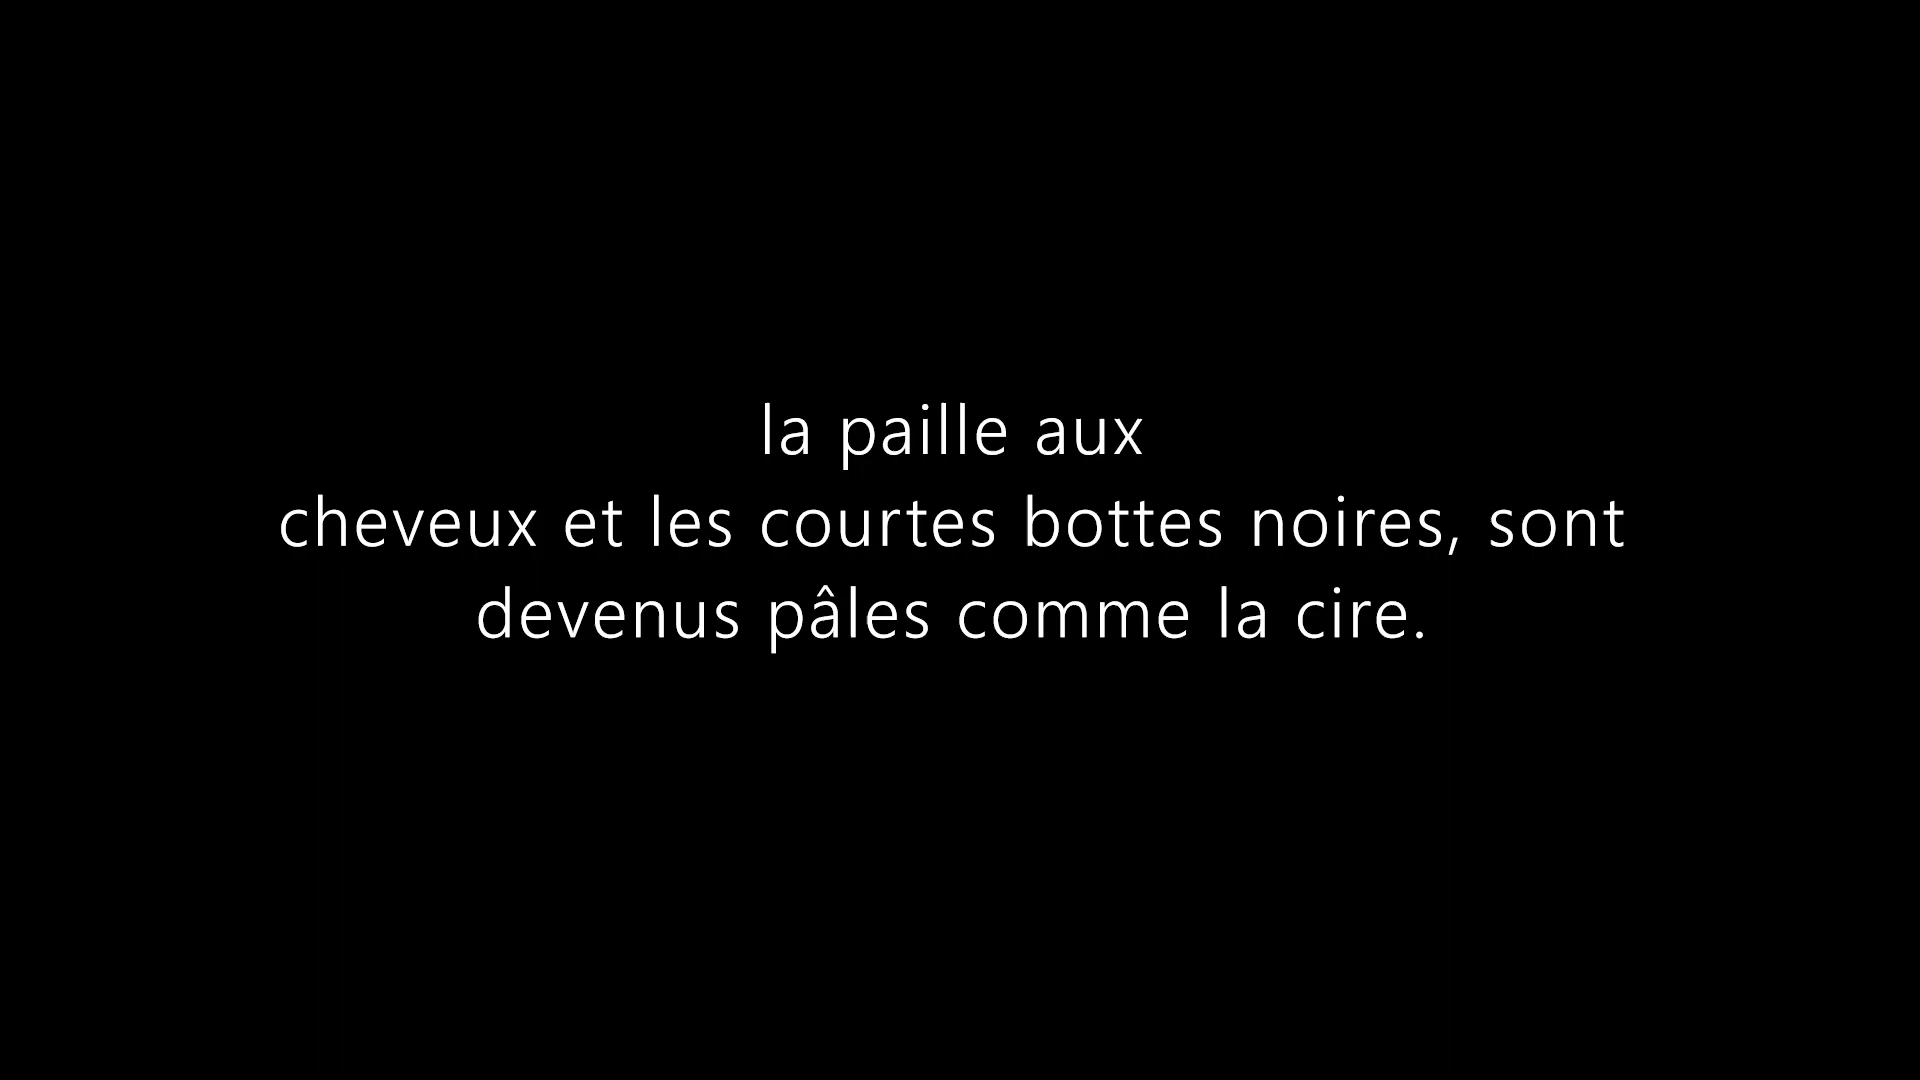 la paille aux
cheveux et les courtes bottes noires, sont
devenus pâles comme la cire.